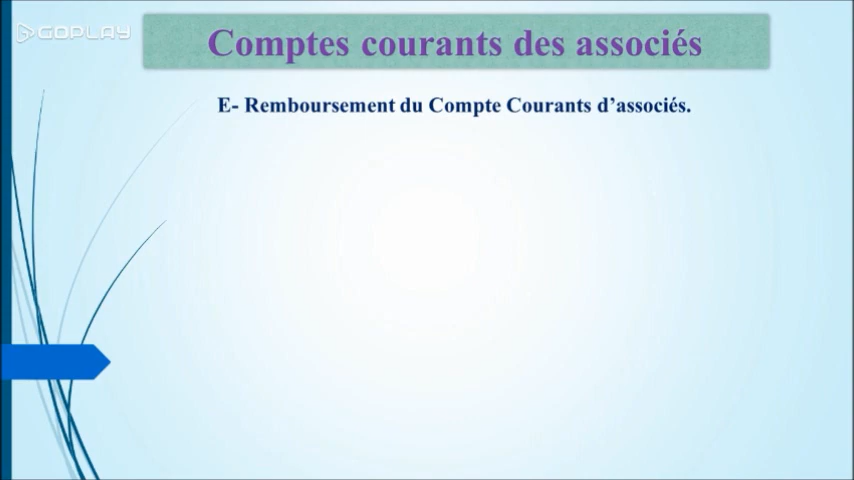 GOPLAY
Comptes courants des associés
E- Remboursement du Compte Courants d’associés.